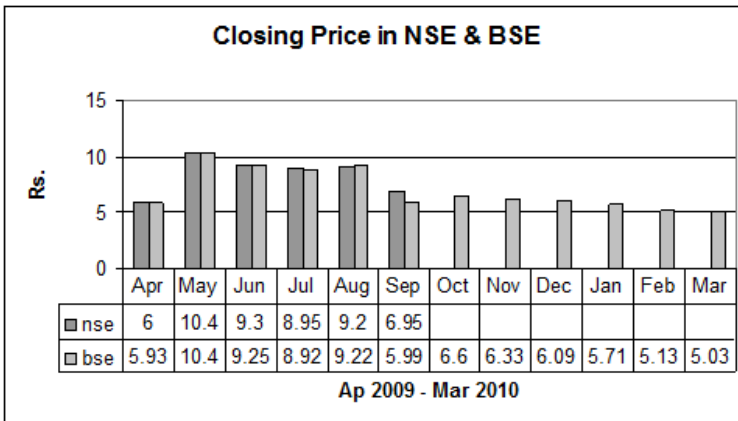 Closing Price in NSE & BSE
15
10
5
0
Rs.
Apr May Jun Jul Aug Sep Oct Nov Dec Jan Feb Mar
nse 6 10.4 9.3 8.95 9.2 6.95
bse 5.93 10.4 9.25 8.92 9.22 5.99 6.6 6.33 6.09 5.71 5.13 5.03
Ap 2009 - Mar 2010